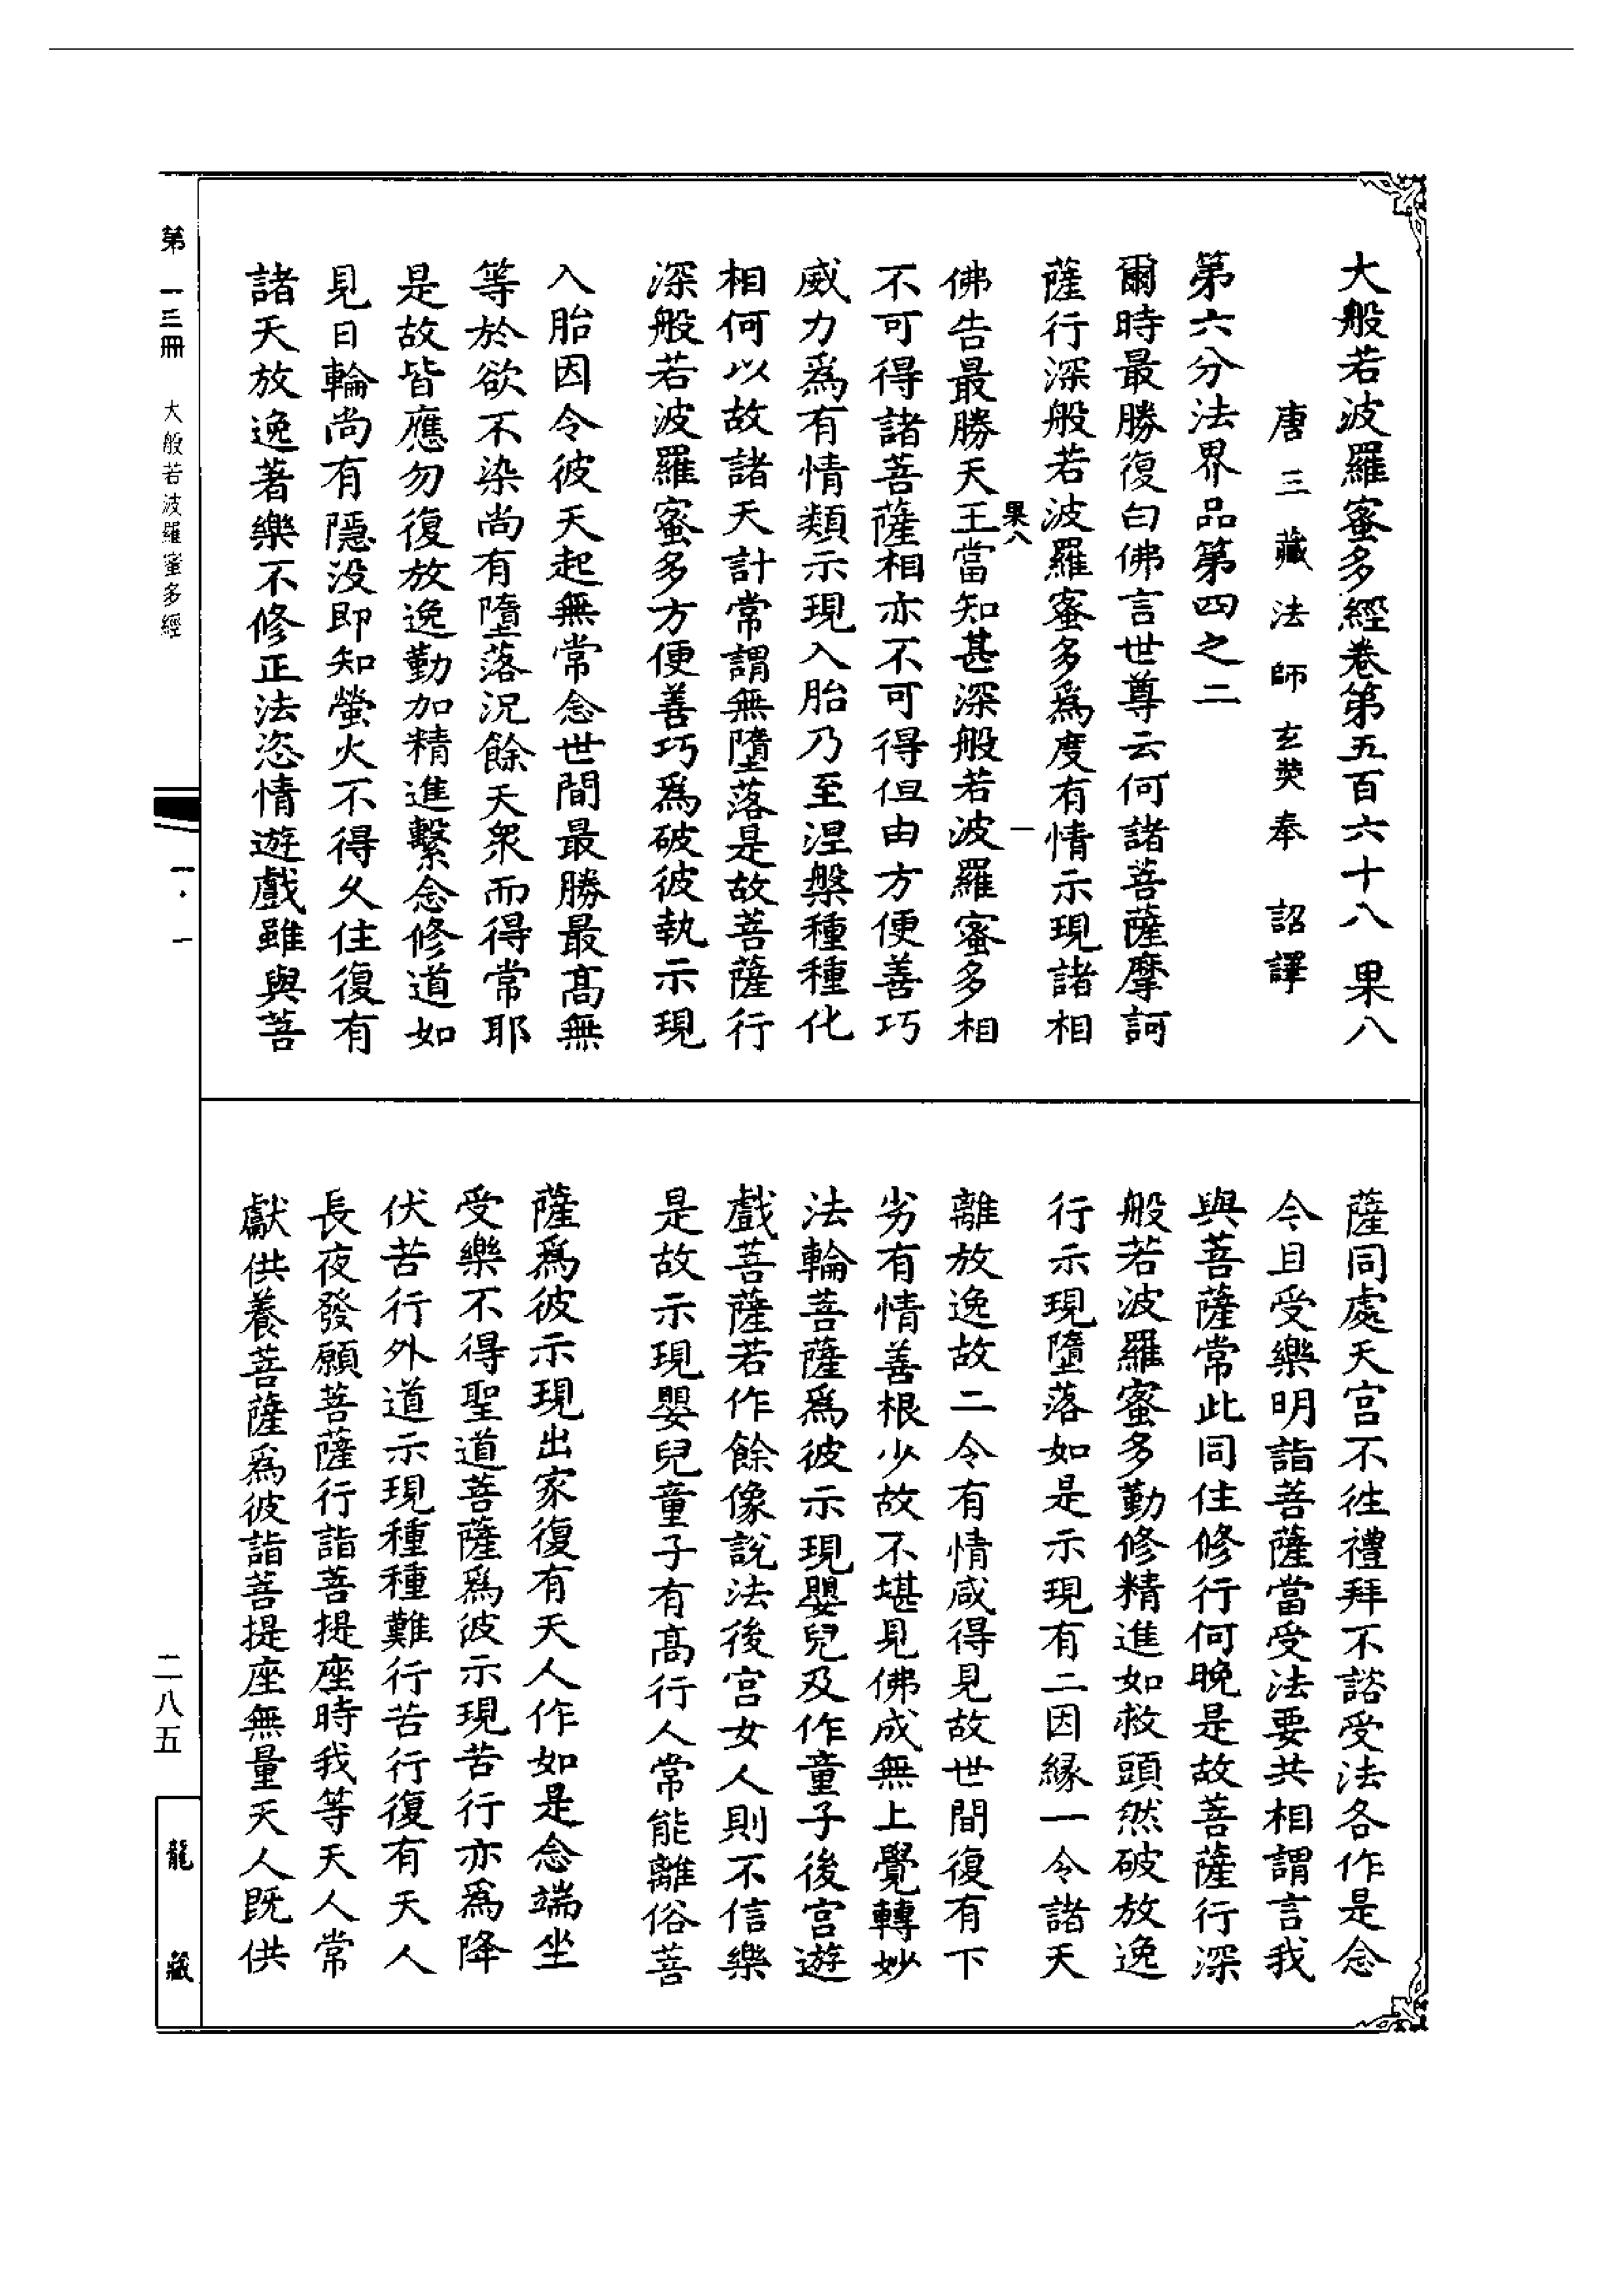 大般若波羅蜜多經卷第五百六十八 果八
唐三藏法師玄奘奉 詔譯
第六分法界品第四之二
爾時最勝復白佛言世尊云何諸菩薩摩訶
薩行深般若波羅蜜多爲度有情示現諸相
果八 一
佛告最勝天王當知甚深般若波羅蜜多相
不可得諸菩薩相亦不可得但由方便善巧
威力爲有情類示現入胎乃至涅槃種種化
相何以故諸天計常謂無墮落是故菩薩行
深般若波羅蜜多方便善巧爲破彼執示現
入胎因令彼天起無常念世間最勝最高無
等於欲不染尚有墮落況餘天衆而得常耶
是故皆應勿復放逸勤加精進繫念修道如
見日輪尚有隱没即知螢火不得久住復有
諸天放逸著樂不修正法恣情遊戲雖與菩
薩同處天宮不往禮拜不諮受法各作是念
今且受樂明詣菩薩當受法要共相謂言我
與菩薩常此同住修行何晚是故菩薩行深
般若波羅蜜多勤修精進如救頭然破放逸
行示現墮落如是示現有二因緣一令諸天
離放逸故二令有情咸得見故世間復有下
劣有情善根少故不堪見佛成無上覺轉妙
法輪菩薩爲彼示現嬰兒及作童子後宮遊
戲菩薩若作餘像說法後宮女人則不信樂
是故示現嬰兒童子有高行人常能離俗菩
薩爲彼示現出家復有天人作如是念端坐
受樂不得聖道菩薩爲彼示現苦行亦爲降
伏苦行外道示現種種難行苦行復有天人
長夜發願菩薩行詣菩提座時我等天人常
獻供養菩薩爲彼詣菩提座無量天人既供
第一三冊 大般若波羅蜜多經
一·一
二八五
龍藏